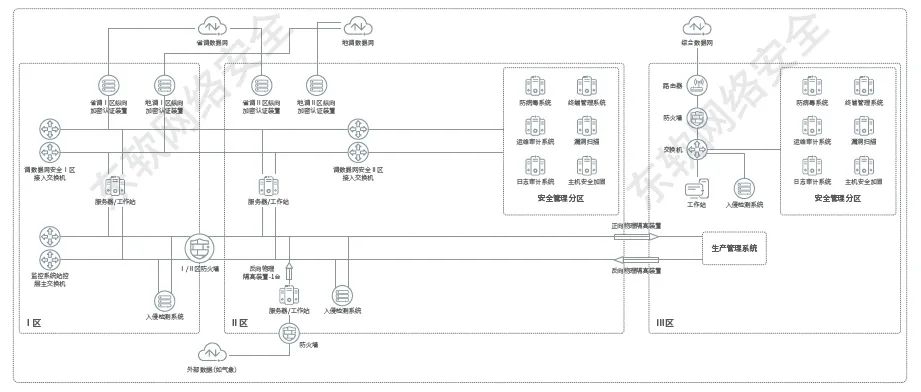 省调数据网
地调数据网
综合数据网
省调Ⅰ区纵向
加密认证装置
地调Ⅰ区纵向
加密认证装置
省调Ⅱ区纵向
加密认证装置
地调Ⅱ区纵向
加密认证装置
调数据网安全Ⅰ区
接入交换机
调数据网安全Ⅱ区
接入交换机
服务器/工作站
服务器/工作站
防病毒系统
终端管理系统
运维审计系统
漏洞扫描
日志审计系统
主机安全加固
安全管理分区
路由器
防火墙
交换机
工作站
入侵检测系统
防病毒系统
终端管理系统
运维审计系统
漏洞扫描
日志审计系统
主机安全加固
安全管理分区
监控系统站控
层主交换机
Ⅰ/Ⅱ区防火墙
反向物理
隔离装置-1台
正向物理隔离装置
反向物理隔离装置
生产管理系统
入侵检测系统
服务器/工作站
入侵检测系统
Ⅰ区
Ⅱ区
Ⅲ区
防火墙
外部数据(如气象)
东软网络安全
东软网络安全